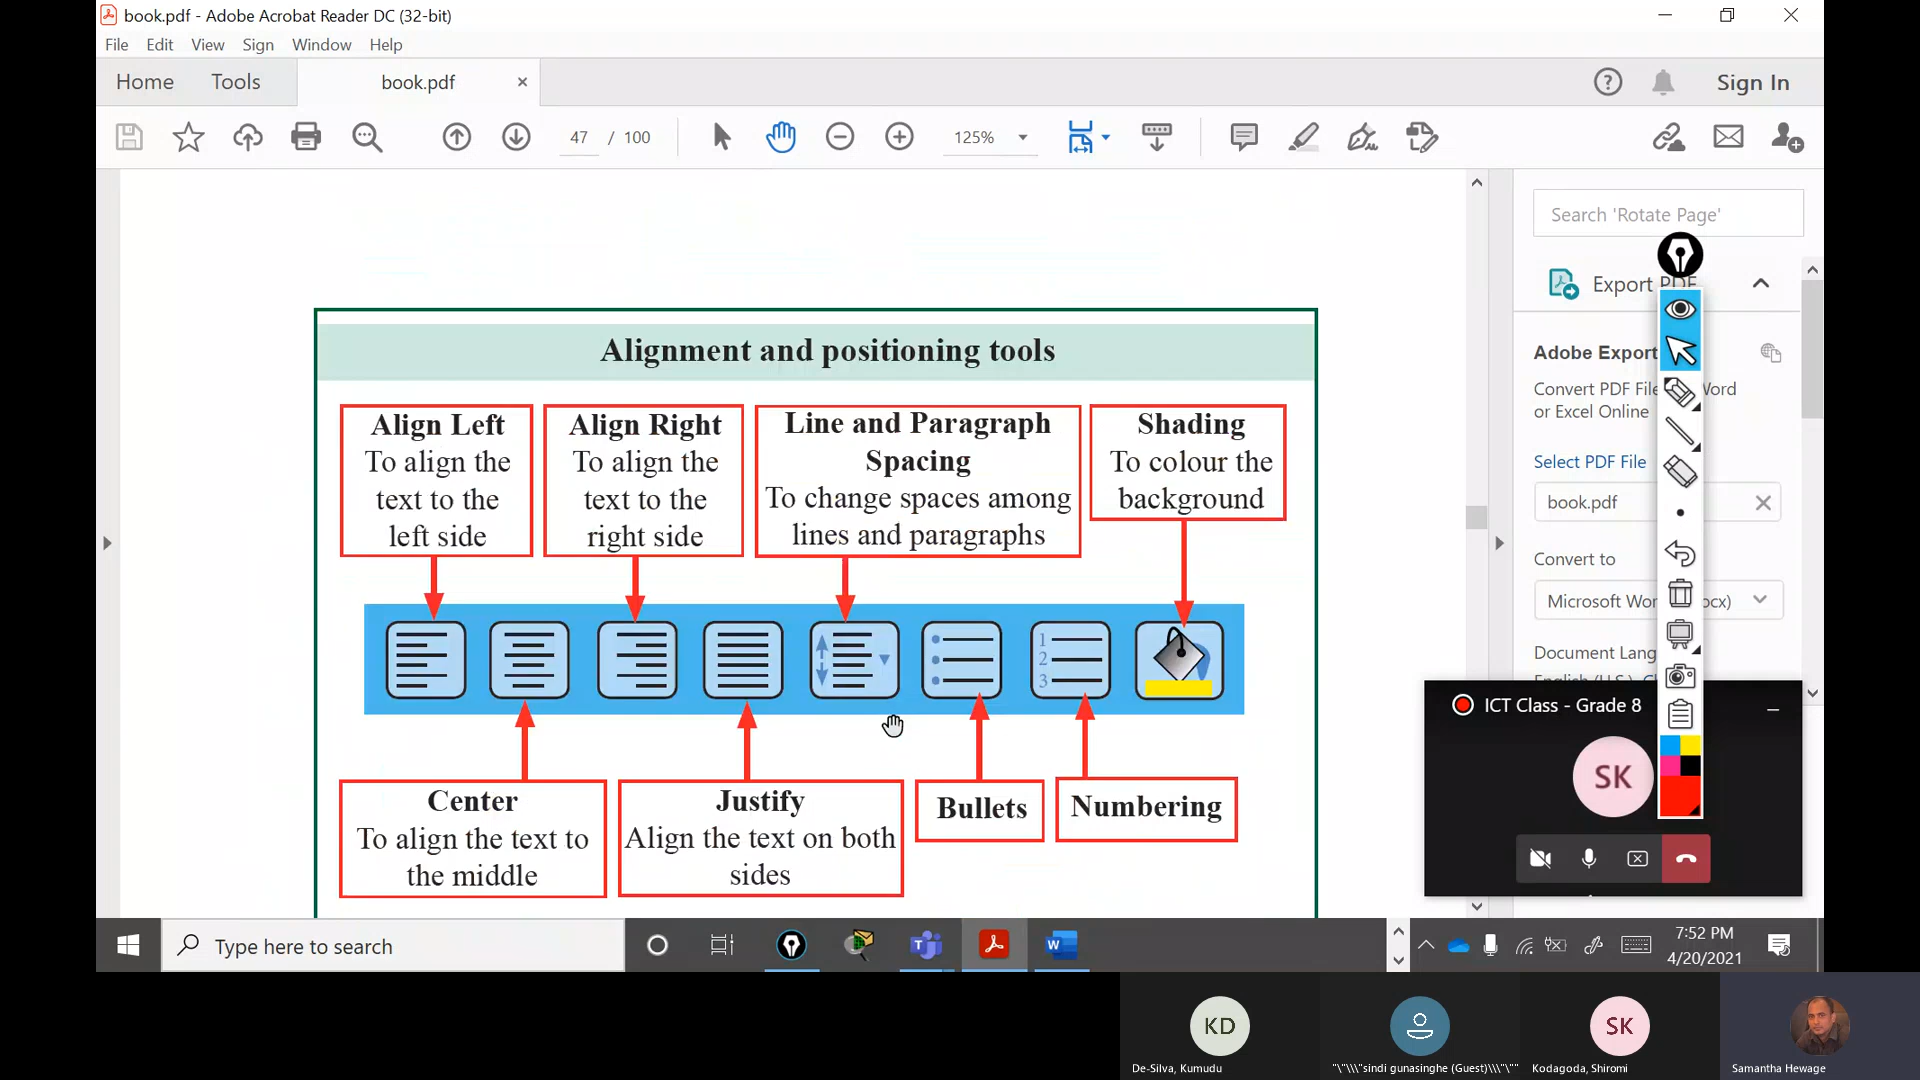 book.pdf - Adobe Acrobat Reader DC (32-bit)
File Edit View Sign Window Help
Home Tools book.pdf Sign In
47 / 100 125%
Search 'Rotate Page'
Export PDF
Adobe Export
Convert PDF File Word
or Excel Online
Select PDF File
book.pdf
Convert to
Microsoft Wor ocx)
Document Lang
Alignment and positioning tools
Align Left
To align the
text to the
left side
Align Right
To align the
text to the
right side
Line and Paragraph
Spacing
To change spaces among
lines and paragraphs
Shading
To colour the
background
1
2
3
Center
To align the text to
the middle
Justify
Align the text on both
sides
Bullets
Numbering
ICT Class - Grade 8
SK
Type here to search
7:52 PM
4/20/2021
KD
SK
De-Silva, Kumudu
"\"\\\"sindi gunasinghe (Guest)\\\"\""
Kodagoda, Shiromi
Samantha Hewage